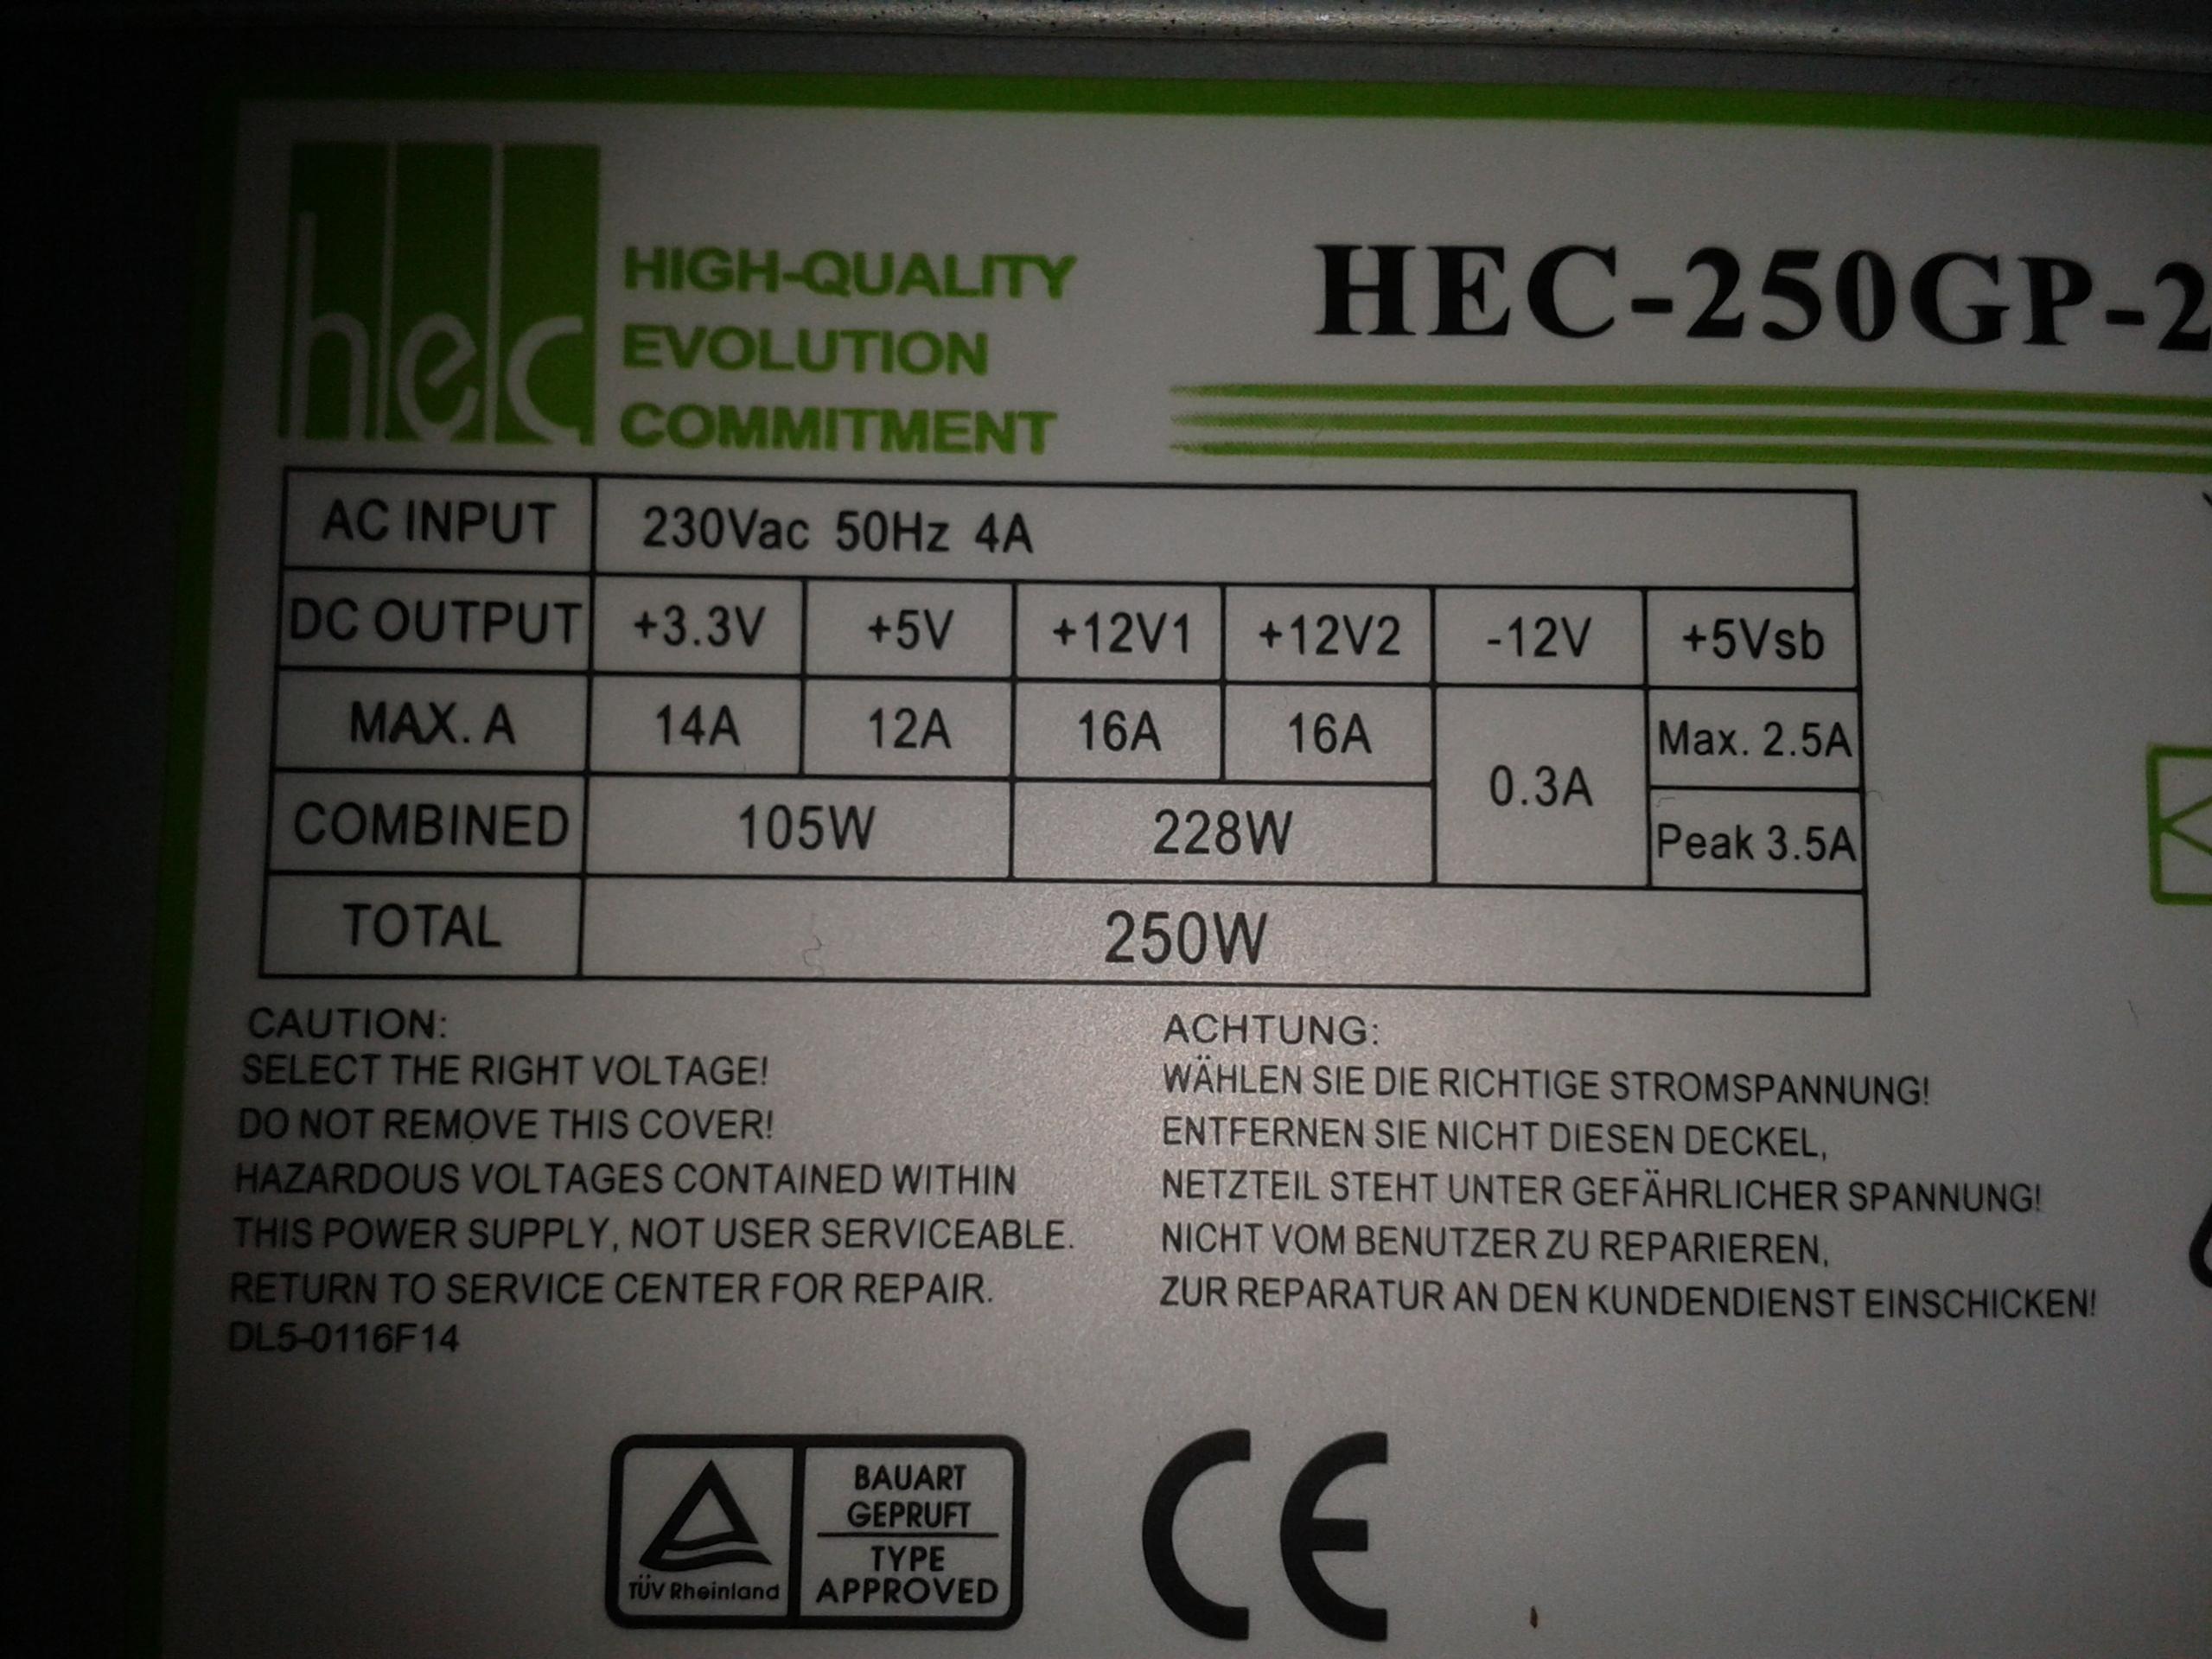 hec
HIGH-QUALITY
EVOLUTION
COMMITMENT
HEC-250GP-2
AC INPUT 230Vac 50Hz 4A
DC OUTPUT +3.3V +5V +12V1 +12V2 -12V +5Vsb
MAX. A 14A 12A 16A 16A 0.3A Max. 2.5A
COMBINED 105W 228W Peak 3.5A
TOTAL 250W
CAUTION:
SELECT THE RIGHT VOLTAGE!
DO NOT REMOVE THIS COVER!
HAZARDOUS VOLTAGES CONTAINED WITHIN
THIS POWER SUPPLY, NOT USER SERVICEABLE.
RETURN TO SERVICE CENTER FOR REPAIR.
DL5-0116F14
ACHTUNG:
WÄHLEN SIE DIE RICHTIGE STROMSPANNUNG!
ENTFERNEN SIE NICHT DIESEN DECKEL,
NETZTEIL STEHT UNTER GEFÄHRLICHER SPANNUNG!
NICHT VOM BENUTZER ZU REPARIEREN,
ZUR REPARATUR AN DEN KUNDENDIENST EINSCHICKEN!
TÜV Rheinland
BAUART
GEPRUFT
TYPE
APPROVED
CE